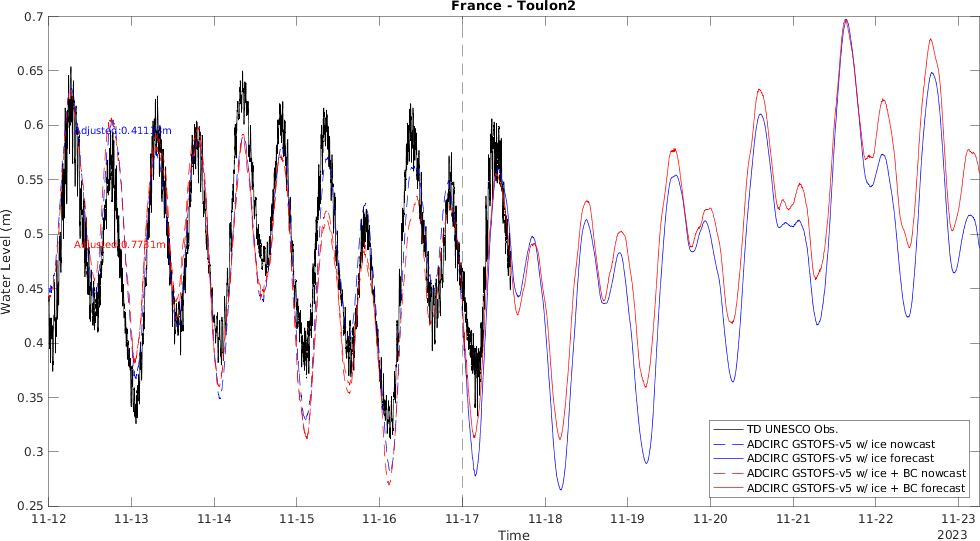 France - Toulon2
0.7
0.65
0.6
0.55
0.5
0.45
0.4
0.35
0.3
0.25
Water Level (m)
Adjusted:0.7731m
TD UNESCO Obs.
ADCIRC GSTOFS-v5 w/ ice nowcast
ADCIRC GSTOFS-v5 w/ ice forecast
ADCIRC GSTOFS-v5 w/ ice + BC nowcast
ADCIRC GSTOFS-v5 w/ ice + BC forecast
11-12 11-13 11-14 11-15 11-16 11-17 11-18 11-19 11-20 11-21 11-22 11-23
Time
2023